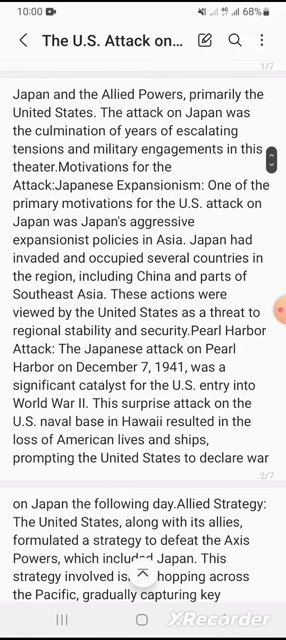 10:00 68%
The U.S. Attack on...
1/7
Japan and the Allied Powers, primarily the
United States. The attack on Japan was
the culmination of years of escalating
tensions and military engagements in this
theater.Motivations for the
Attack:Japanese Expansionism: One of the
primary motivations for the U.S. attack on
Japan was Japan's aggressive
expansionist policies in Asia. Japan had
invaded and occupied several countries in
the region, including China and parts of
Southeast Asia. These actions were
viewed by the United States as a threat to
regional stability and security.Pearl Harbor
Attack: The Japanese attack on Pearl
Harbor on December 7, 1941, was a
significant catalyst for the U.S. entry into
World War II. This surprise attack on the
U.S. naval base in Hawaii resulted in the
loss of American lives and ships,
prompting the United States to declare war
2/7
on Japan the following day.Allied Strategy:
The United States, along with its allies,
formulated a strategy to defeat the Axis
Powers, which included Japan. This
strategy involved hopping across
the Pacific, gradually capturing key
XRecorder